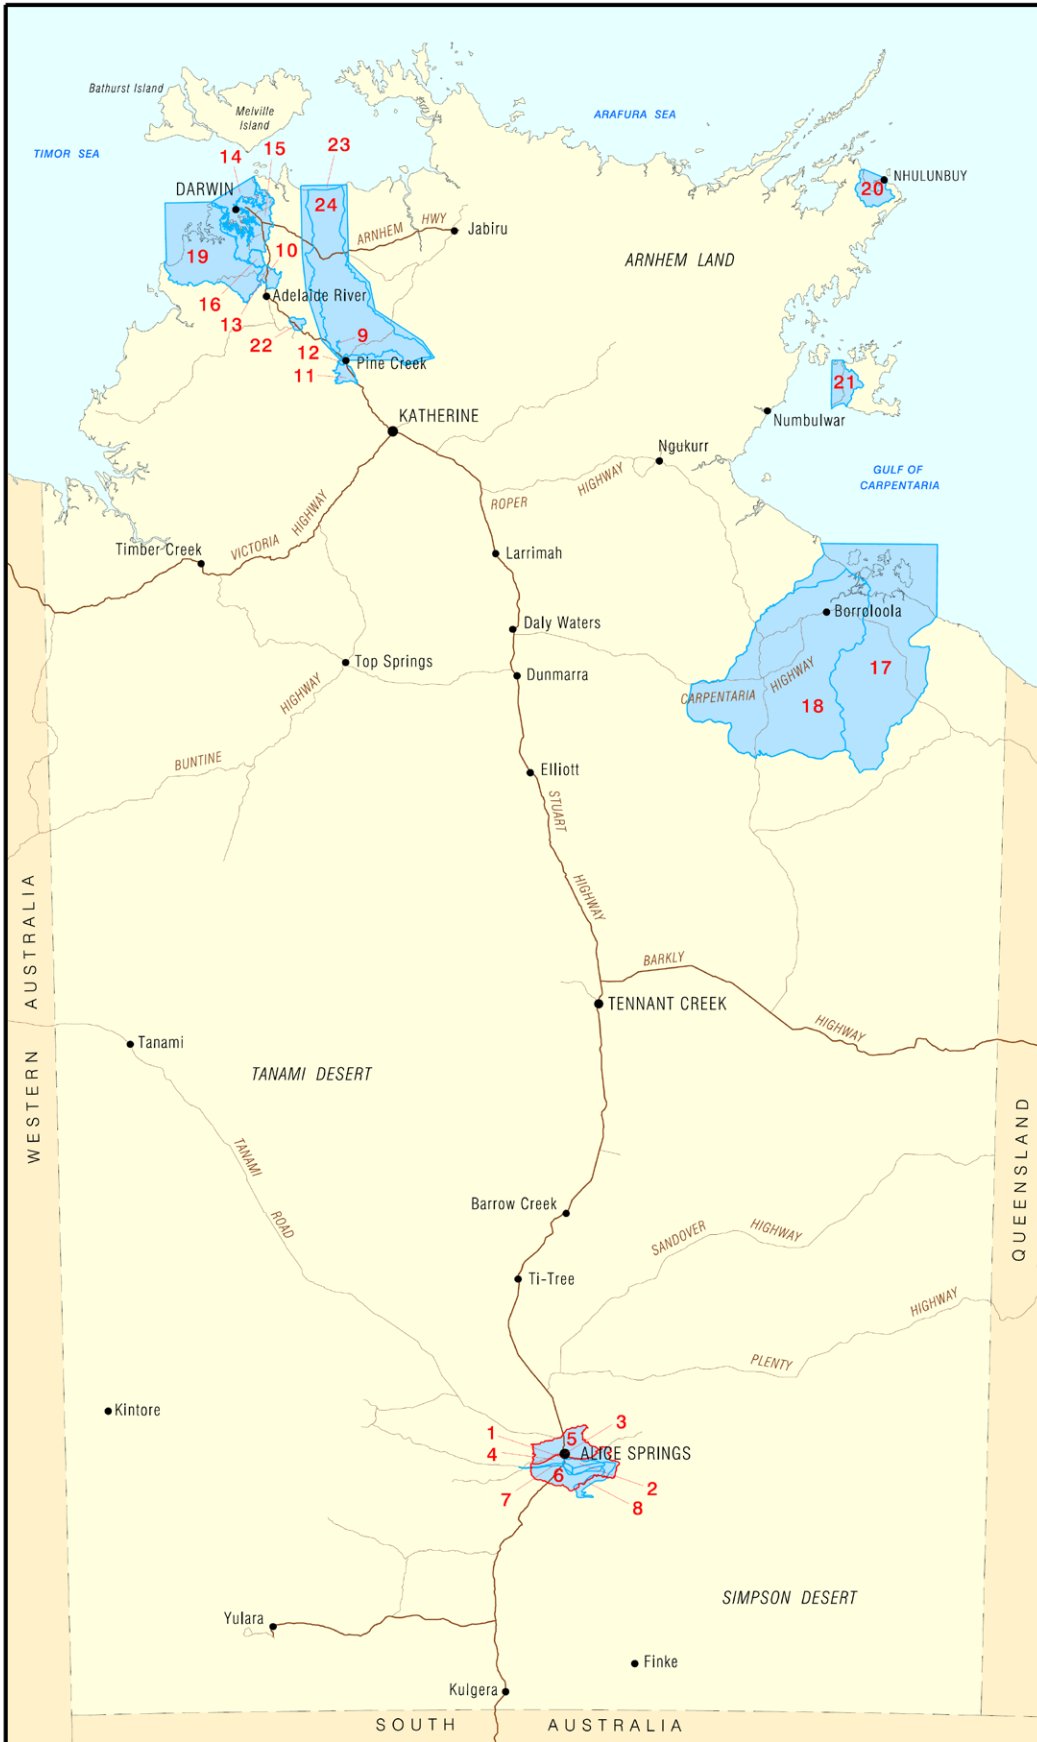 Bathurst Island
Melville
Island
ARAFURA SEA
TIMOR SEA
14
15
23
DARWIN
NHULUNBUY
20
24
ARNHEM
HWY
Jabiru
19
10
ARNHEM LAND
16
Adelaide River
13
22
9
12
Pine Creek
11
21
KATHERINE
Numbulwar
Ngukurr
GULF OF
CARPENTARIA
ROPER
HIGHWAY
VICTORIA
HIGHWAY
Timber Creek
Larrimah
Borroloola
Daly Waters
Top Springs
Dunmarra
17
CARPENTARIA
HIGHWAY
18
BUNTINE
HIGHWAY
Elliott
STUART
HIGHWAY
BARKLY
HIGHWAY
TENNANT CREEK
WESTERN AUSTRALIA
Tanami
TANAMI DESERT
QUEENSLAND
TANAMI
ROAD
Barrow Creek
SANDOVER
HIGHWAY
Ti-Tree
PLENTY
HIGHWAY
Kintore
1
5
3
4
ALICE SPRINGS
6
2
7
8
SIMPSON DESERT
Yulara
Finke
Kulgera
SOUTH AUSTRALIA